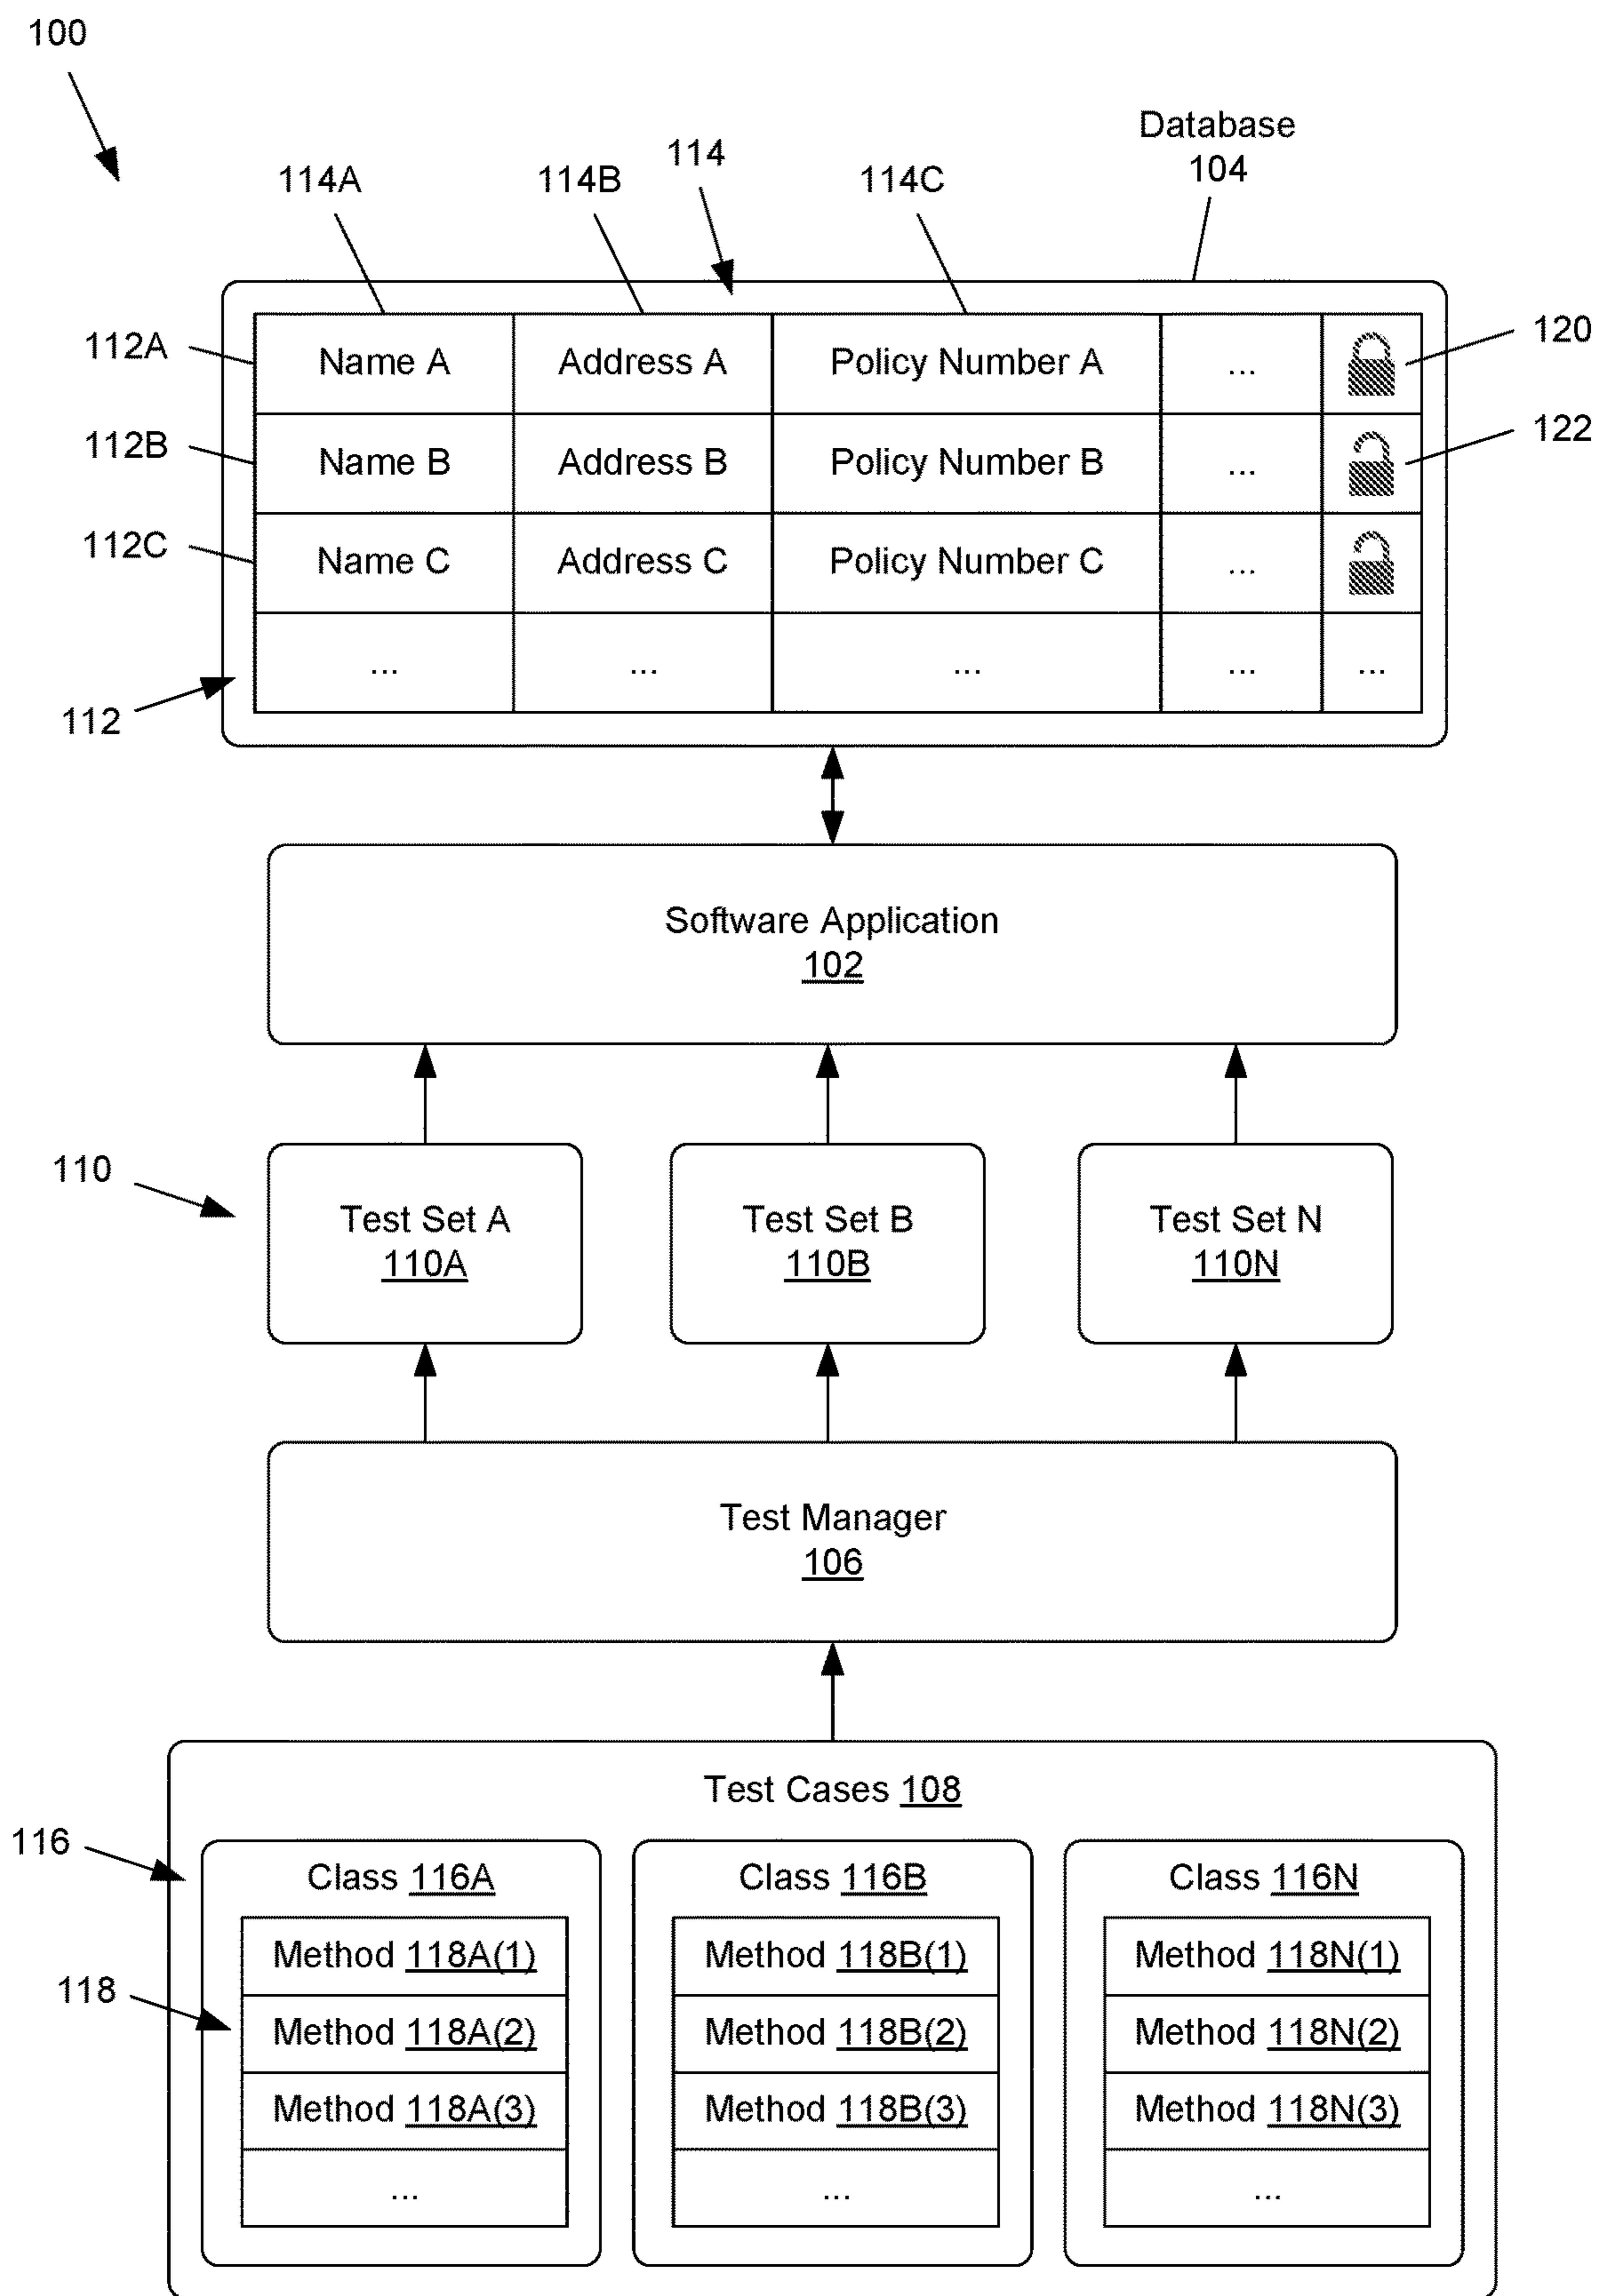 100
Database
104
114
114A
114B
114C
112A
Name A
Address A
Policy Number A
...
120
112B
Name B
Address B
Policy Number B
...
122
112C
Name C
Address C
Policy Number C
...
...
...
...
...
...
112
Software Application
102
110
Test Set A
110A
Test Set B
110B
Test Set N
110N
Test Manager
106
Test Cases 108
116
Class 116A
Class 116B
Class 116N
Method 118A(1)
Method 118B(1)
Method 118N(1)
118
Method 118A(2)
Method 118B(2)
Method 118N(2)
Method 118A(3)
Method 118B(3)
Method 118N(3)
...
...
...